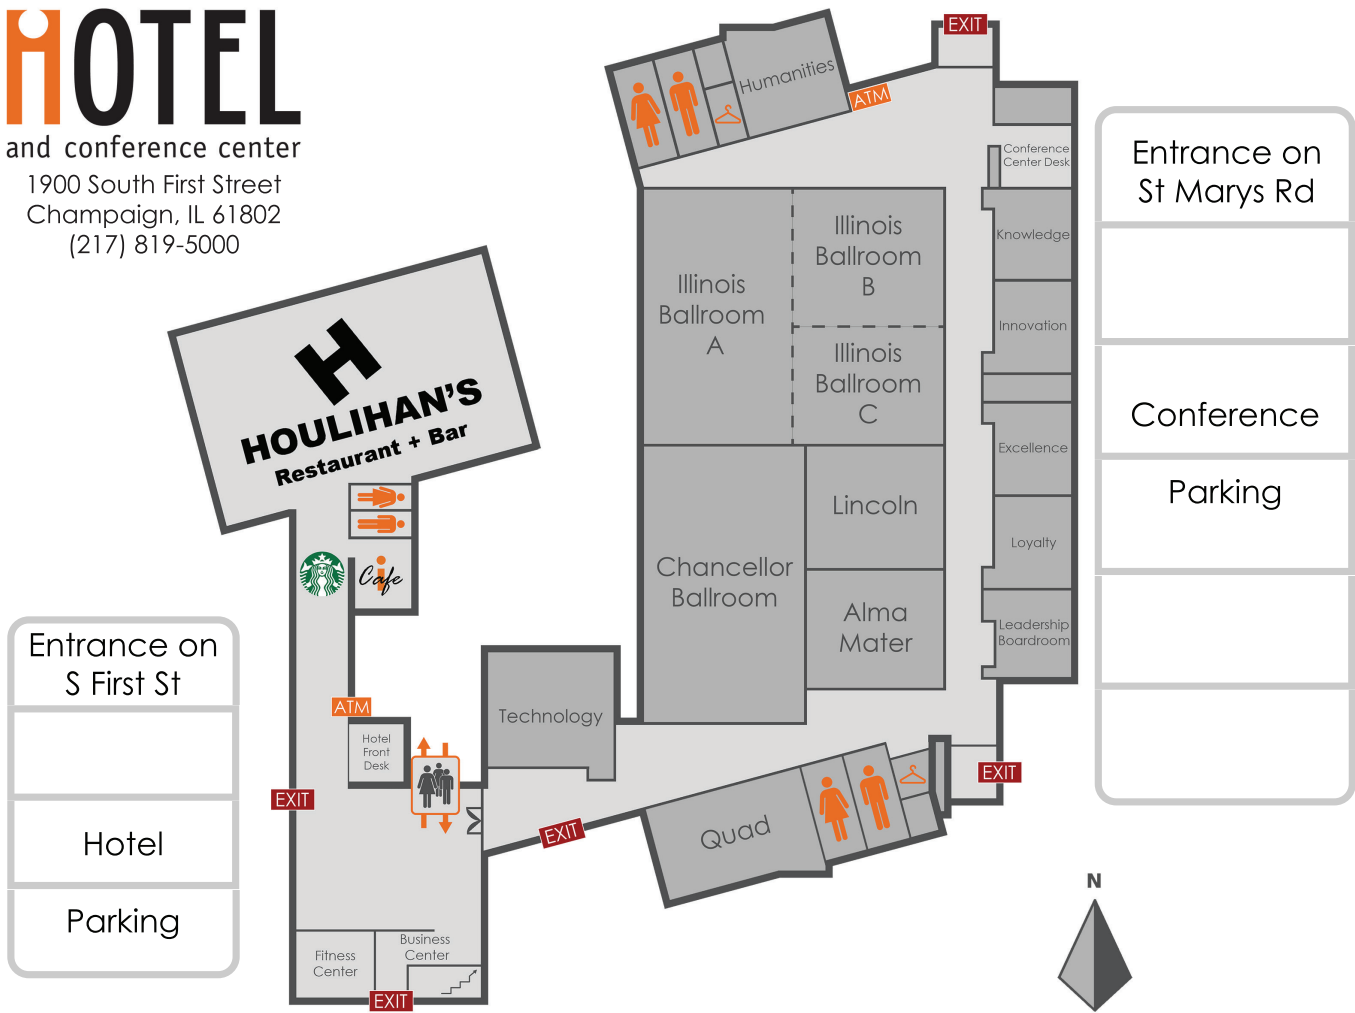 HOTEL
and conference center
1900 South First Street
Champaign, IL 61802
(217) 819-5000
EXIT
Humanities
ATM
Conference
Center Desk
Entrance on
St Marys Rd
Knowledge
Illinois
Ballroom
A
Illinois
Ballroom
B
Illinois
Ballroom
C
Innovation
H
HOULIHAN'S
Restaurant + Bar
Conference
Parking
Excellence
Lincoln
Loyalty
Chancellor
Ballroom
Alma
Mater
Leadership
Boardroom
i
Cafe
Entrance on
S First St
ATM
Technology
Hotel
Front
Desk
EXIT
EXIT
EXIT
Quad
Hotel
Parking
N
Fitness
Center
Business
Center
EXIT